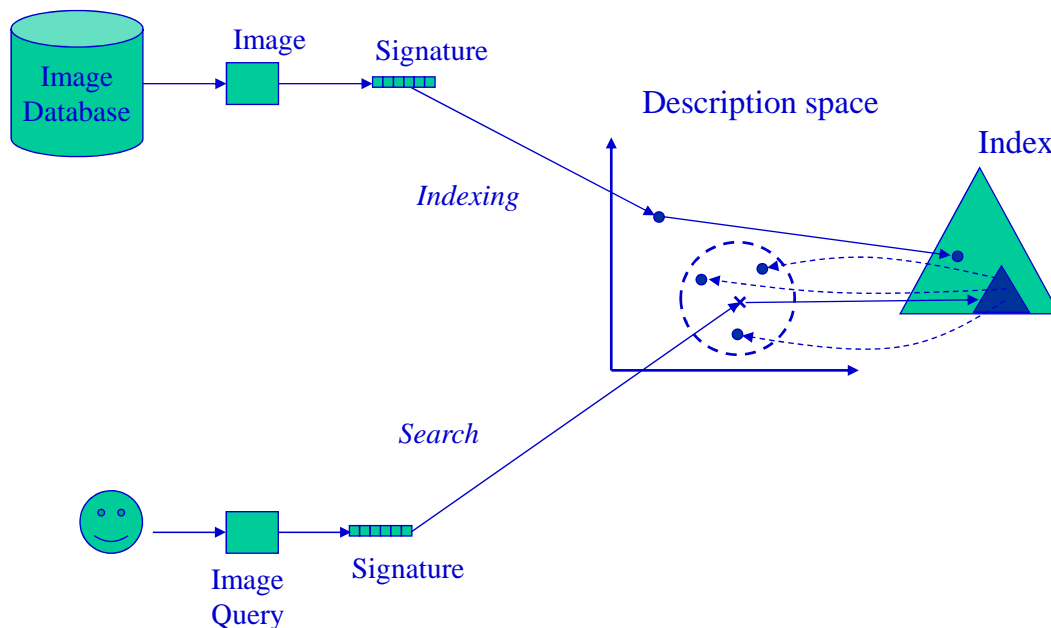 Image
Signature
Image
Database
Description space
Index
Indexing
Search
Image
Query
Signature